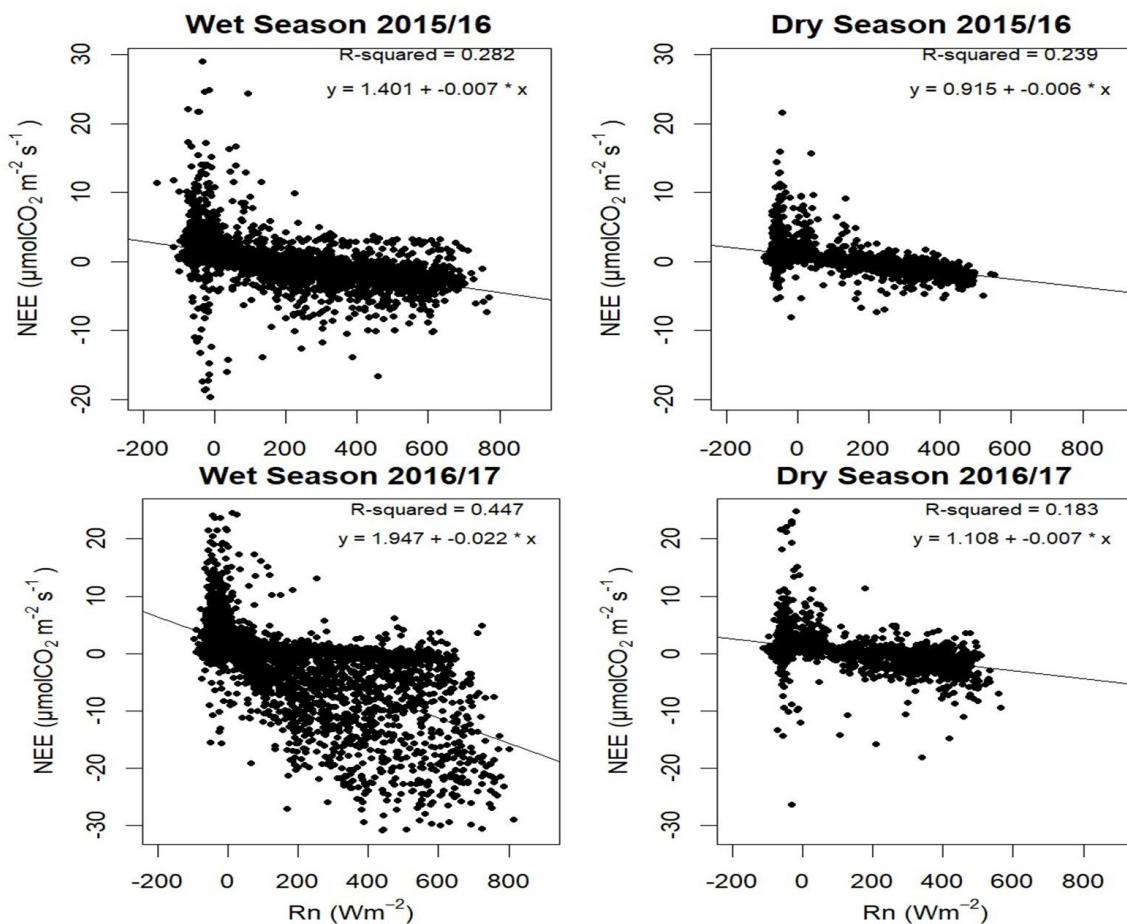 Wet Season 2015/16
R-squared = 0.282
y = 1.401 + -0.007 * x
NEE (µmolCO₂ m⁻² s⁻¹ )
30
20
10
0
-10
-20
-200 0 200 400 600 800
Dry Season 2015/16
R-squared = 0.239
y = 0.915 + -0.006 * x
NEE (µmolCO₂ m⁻² s⁻¹ )
30
20
10
0
-10
-20
-200 0 200 400 600 800
Wet Season 2016/17
R-squared = 0.447
y = 1.947 + -0.022 * x
NEE (µmolCO₂ m⁻² s⁻¹ )
20
10
0
-10
-20
-30
-200 0 200 400 600 800
Rn (Wm⁻²)
Dry Season 2016/17
R-squared = 0.183
y = 1.108 + -0.007 * x
NEE (µmolCO₂ m⁻² s⁻¹ )
20
10
0
-10
-20
-30
-200 0 200 400 600 800
Rn (Wm⁻²)